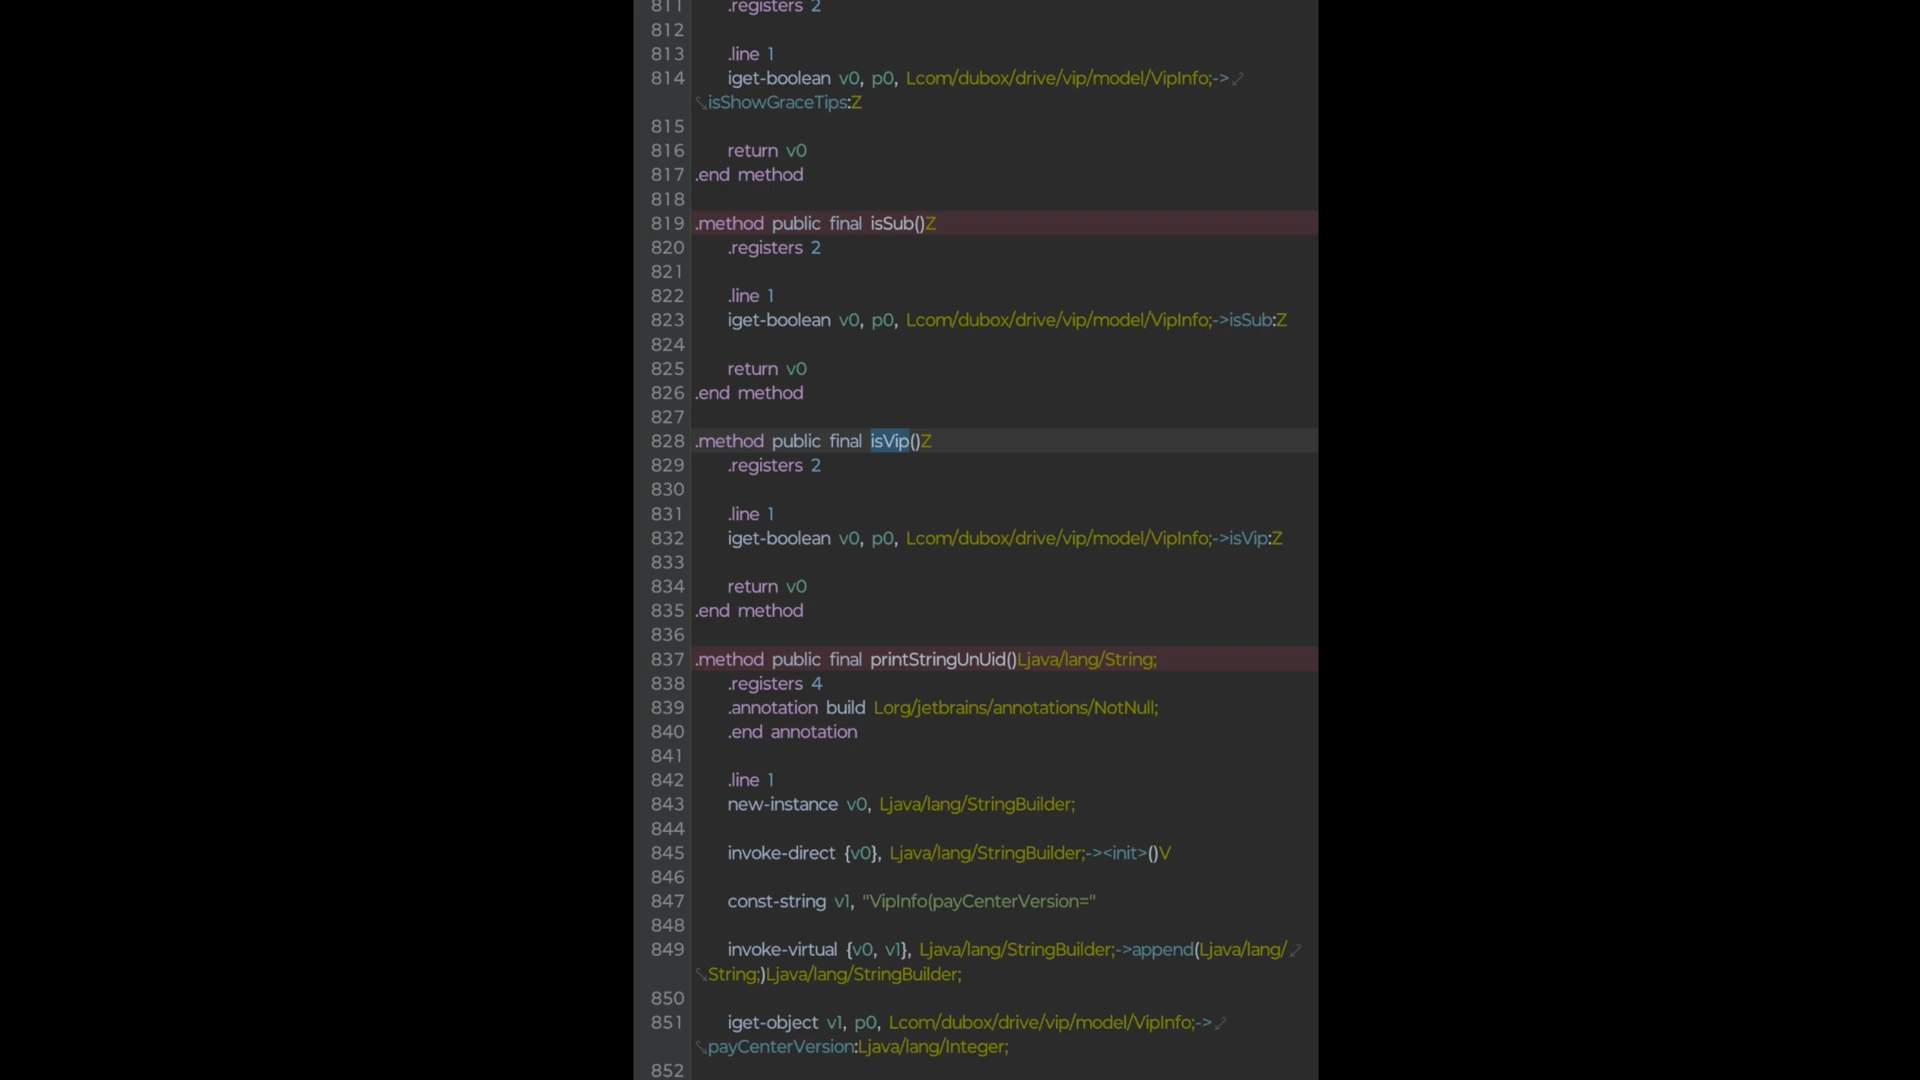 811 .registers 2
812
813 .line 1
814 iget-boolean v0, p0, Lcom/dubox/drive/vip/model/VipInfo;->
isShowGraceTips:Z
815
816 return v0
817 .end method
818
819 .method public final isSub()Z
820 .registers 2
821
822 .line 1
823 iget-boolean v0, p0, Lcom/dubox/drive/vip/model/VipInfo;->isSub:Z
824
825 return v0
826 .end method
827
828 .method public final isVip()Z
829 .registers 2
830
831 .line 1
832 iget-boolean v0, p0, Lcom/dubox/drive/vip/model/VipInfo;->isVip:Z
833
834 return v0
835 .end method
836
837 .method public final printStringUnUid()Ljava/lang/String;
838 .registers 4
839 .annotation build Lorg/jetbrains/annotations/NotNull;
840 .end annotation
841
842 .line 1
843 new-instance v0, Ljava/lang/StringBuilder;
844
845 invoke-direct {v0}, Ljava/lang/StringBuilder;-><init>()V
846
847 const-string v1, "VipInfo(payCenterVersion="
848
849 invoke-virtual {v0, v1}, Ljava/lang/StringBuilder;->append(Ljava/lang/
String;)Ljava/lang/StringBuilder;
850
851 iget-object v1, p0, Lcom/dubox/drive/vip/model/VipInfo;->
payCenterVersion:Ljava/lang/Integer;
852